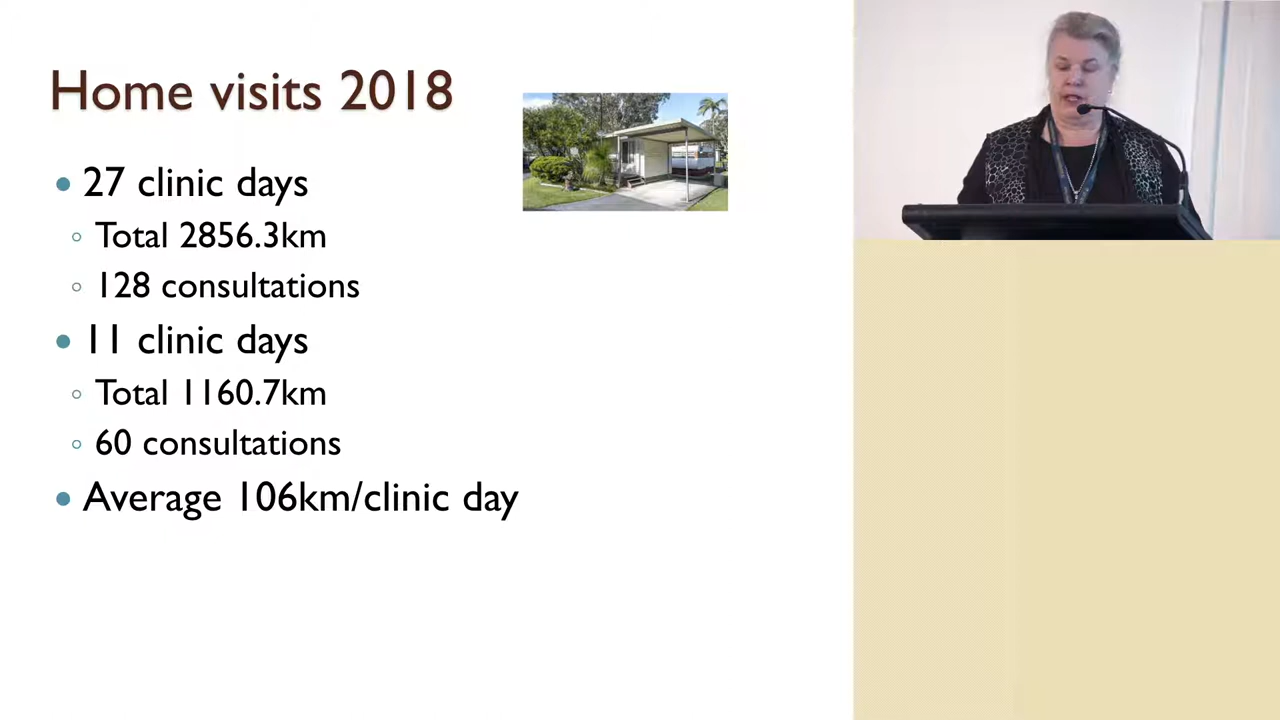 Home visits 2018
27 clinic days
Total 2856.3km
128 consultations
11 clinic days
Total 1160.7km
60 consultations
Average 106km/clinic day